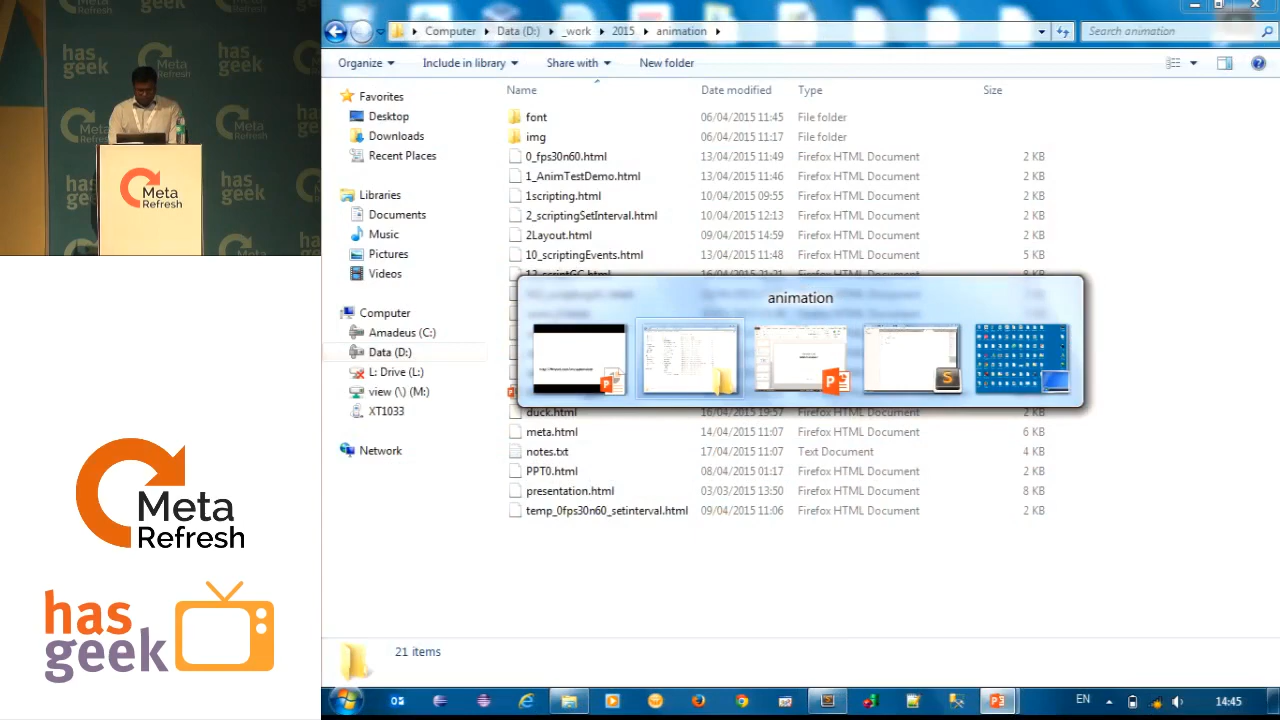 has geek
Meta
Refresh
has
geek
Meta
Refresh
has
geek
Computer
Data (D:)
_work
2015
animation
Search animation
Organize
Include in library
Share with
New folder
Name
Date modified
Type
Size
Favorites
Desktop
Downloads
Recent Places
Libraries
Documents
Music
Pictures
Videos
Computer
Amadeus (C:)
Data (D:)
L: Drive (L:)
view (\) (M:)
XT1033
Network
font 06/04/2015 11:45 File folder
img 06/04/2015 11:17 File folder
0_fps30n60.html 13/04/2015 11:49 Firefox HTML Document 2 KB
1_AnimTestDemo.html 13/04/2015 11:46 Firefox HTML Document 2 KB
1scripting.html 10/04/2015 09:55 Firefox HTML Document 2 KB
2_scriptingSetInterval.html 10/04/2015 12:13 Firefox HTML Document 2 KB
2Layout.html 09/04/2015 14:59 Firefox HTML Document 2 KB
10_scriptingEvents.html 13/04/2015 11:48 Firefox HTML Document 5 KB
animation
duck.html 16/04/2015 19:57 Firefox HTML Document 2 KB
meta.html 14/04/2015 11:07 Firefox HTML Document 6 KB
notes.txt 17/04/2015 11:07 Text Document 4 KB
PPT0.html 08/04/2015 01:17 Firefox HTML Document 2 KB
presentation.html 03/03/2015 13:50 Firefox HTML Document 8 KB
temp_0fps30n60_setinterval.html 09/04/2015 11:06 Firefox HTML Document 2 KB
21 items
EN
14:45